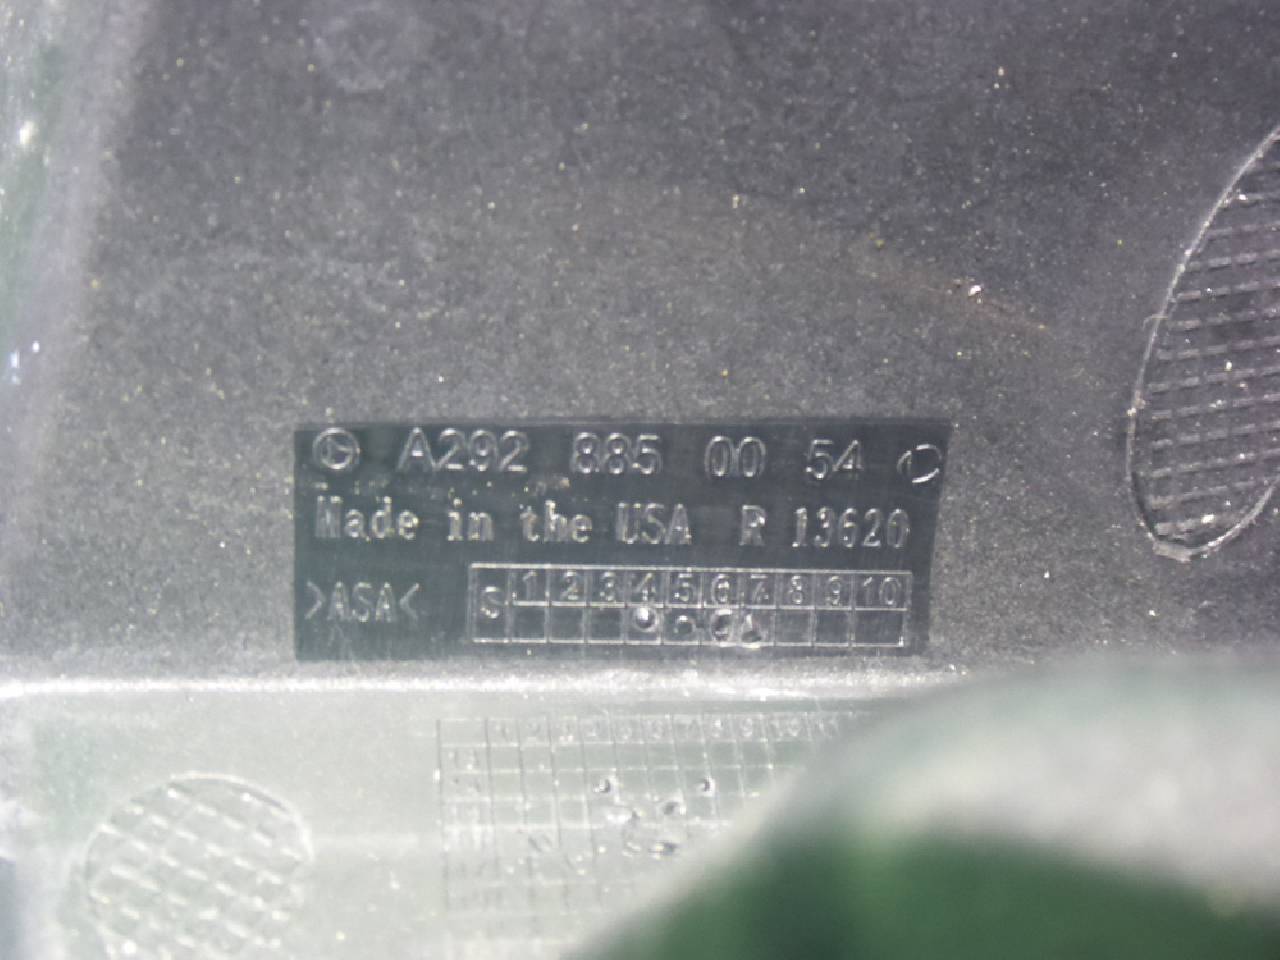 A292 885 00 54
Made in the USA R 13620
>ASA< S 1 2 3 4 5 6 7 8 9 10